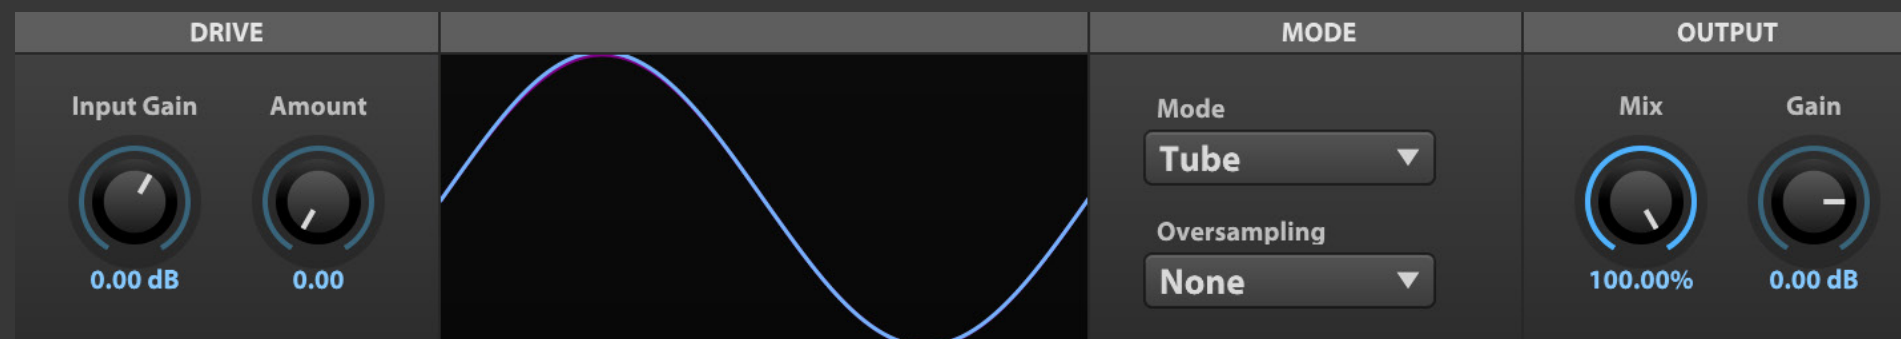 DRIVE
MODE
OUTPUT
Input Gain
Amount
0.00 dB
0.00
Mode
Tube
Oversampling
None
Mix
Gain
100.00%
0.00 dB